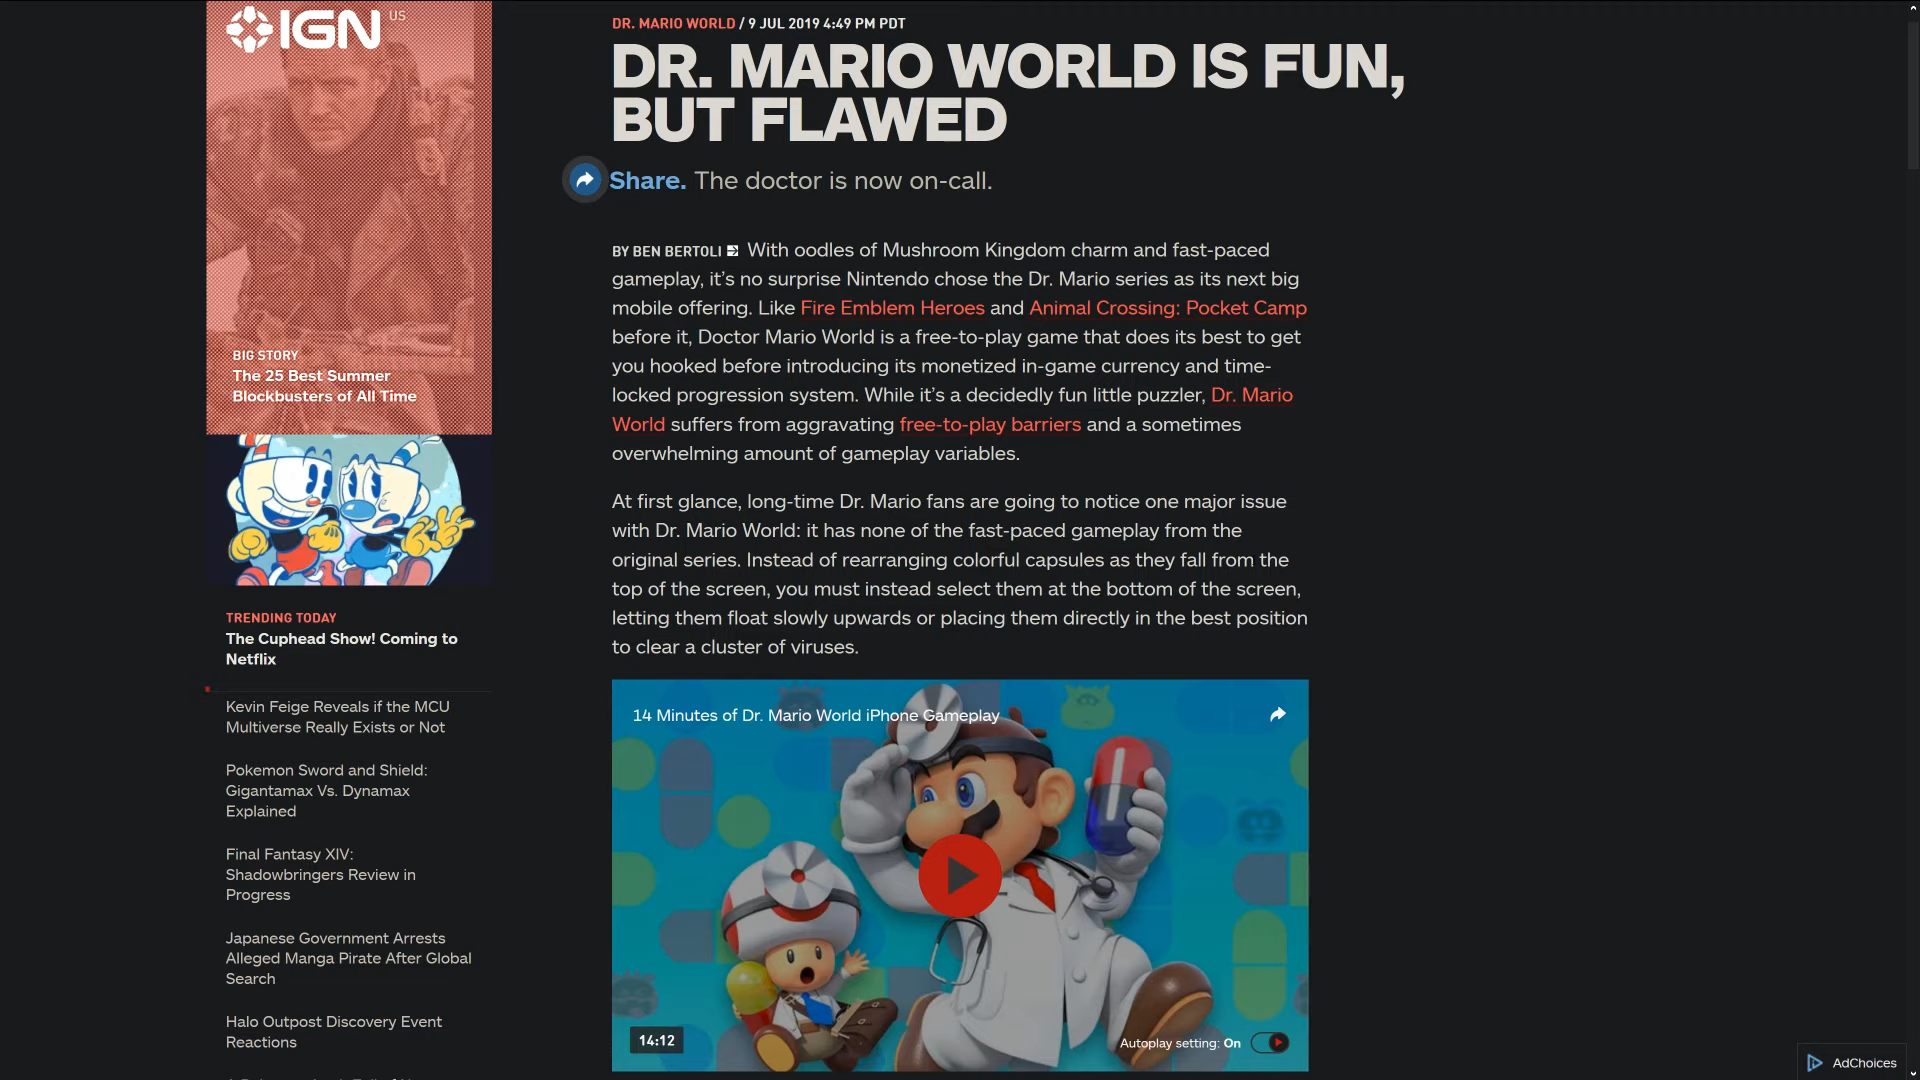 IGN US
BIG STORY
The 25 Best Summer
Blockbusters of All Time
TRENDING TODAY
The Cuphead Show! Coming to
Netflix
Kevin Feige Reveals if the MCU
Multiverse Really Exists or Not
Pokemon Sword and Shield:
Gigantamax Vs. Dynamax
Explained
Final Fantasy XIV:
Shadowbringers Review in
Progress
Japanese Government Arrests
Alleged Manga Pirate After Global
Search
Halo Outpost Discovery Event
Reactions
DR. MARIO WORLD / 9 JUL 2019 4:49 PM PDT
DR. MARIO WORLD IS FUN,
BUT FLAWED
Share. The doctor is now on-call.
BY BEN BERTOLI With oodles of Mushroom Kingdom charm and fast-paced
gameplay, it's no surprise Nintendo chose the Dr. Mario series as its next big
mobile offering. Like Fire Emblem Heroes and Animal Crossing: Pocket Camp
before it, Doctor Mario World is a free-to-play game that does its best to get
you hooked before introducing its monetized in-game currency and time-
locked progression system. While it's a decidedly fun little puzzler, Dr. Mario
World suffers from aggravating free-to-play barriers and a sometimes
overwhelming amount of gameplay variables.
At first glance, long-time Dr. Mario fans are going to notice one major issue
with Dr. Mario World: it has none of the fast-paced gameplay from the
original series. Instead of rearranging colorful capsules as they fall from the
top of the screen, you must instead select them at the bottom of the screen,
letting them float slowly upwards or placing them directly in the best position
to clear a cluster of viruses.
14 Minutes of Dr. Mario World iPhone Gameplay
14:12
Autoplay setting: On
AdChoices